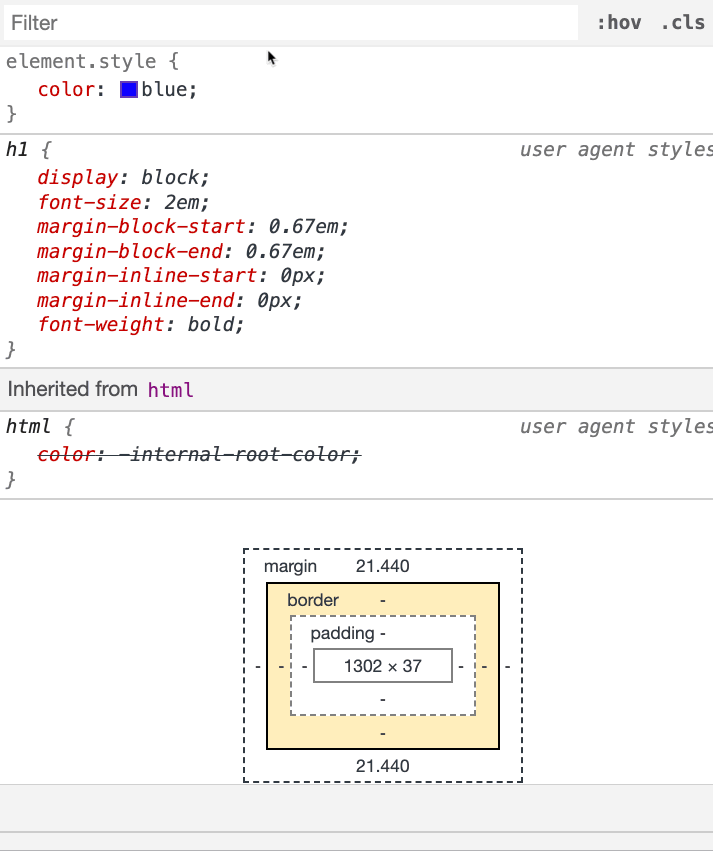 Filter :hov .cls
element.style {
color: blue;
}
h1 { user agent styles
display: block;
font-size: 2em;
margin-block-start: 0.67em;
margin-block-end: 0.67em;
margin-inline-start: 0px;
margin-inline-end: 0px;
font-weight: bold;
}
Inherited from html
html { user agent styles
color: -internal-root-color;
}
margin 21.440
border -
padding -
- - - 1302 × 37 - - -
-
-
21.440